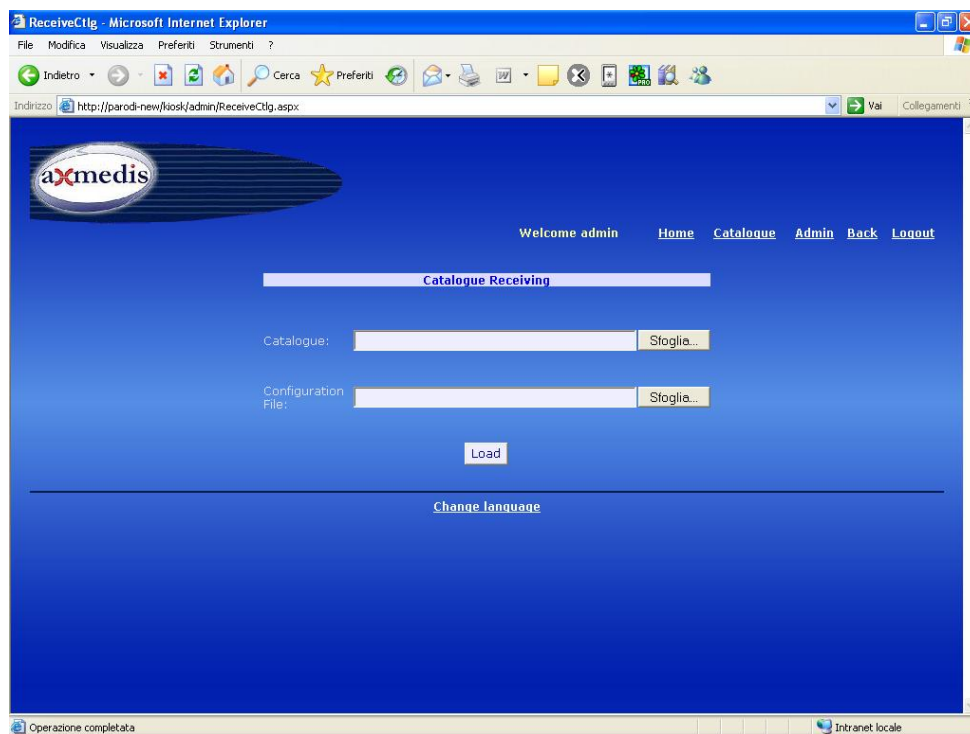 ReceiveCtlg - Microsoft Internet Explorer
File Modifica Visualizza Preferiti Strumenti ?
Indietro Cerca Preferiti
Indirizzo http://parodi-new/kiosk/admin/ReceiveCtlg.aspx Vai Collegamenti
axmedis
Welcome admin Home Catalogue Admin Back Logout
Catalogue Receiving
Catalogue: Sfoglia...
Configuration
File: Sfoglia...
Load
Change language
Operazione completata Intranet locale